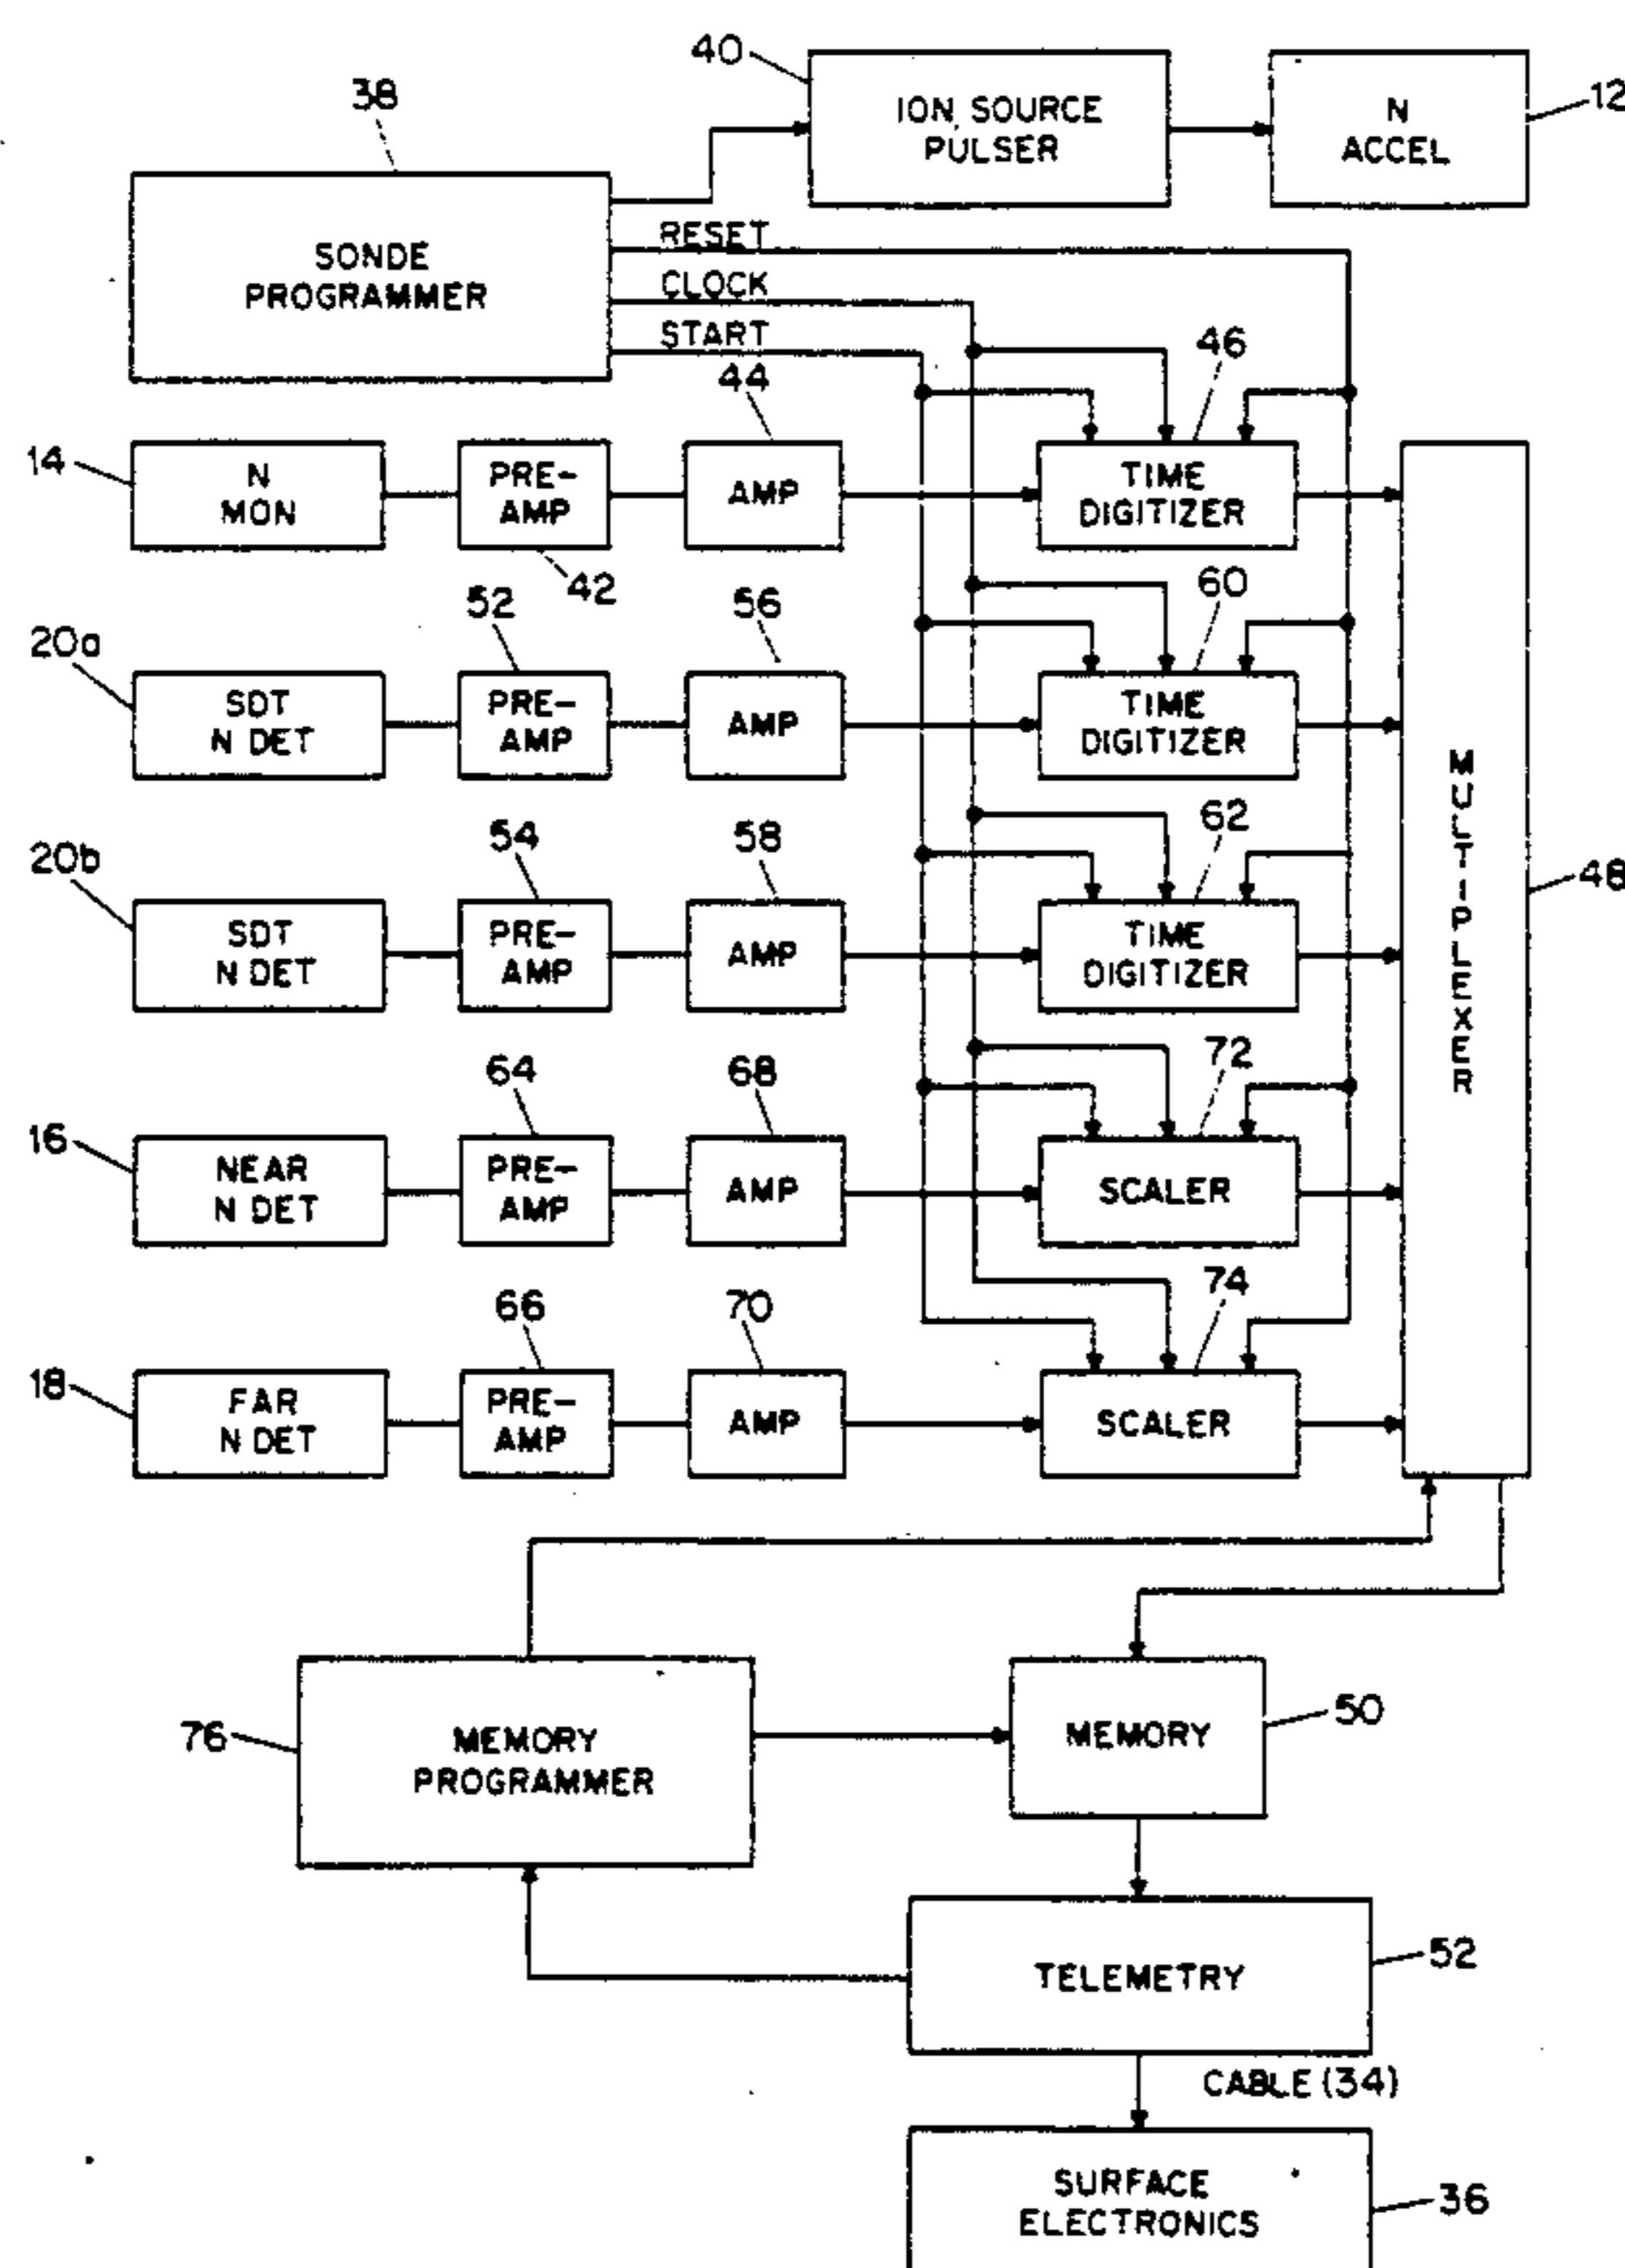 40
ION SOURCE
PULSER
N
ACCEL
12
38
SONDE
PROGRAMMER
RESET
CLOCK
START
14
N
MON
PRE-
AMP
42
44
AMP
46
TIME
DIGITIZER
20a
SDT
N DET
52
PRE-
AMP
56
AMP
60
TIME
DIGITIZER
20b
SDT
N DET
54
PRE-
AMP
58
AMP
62
TIME
DIGITIZER
MULTIPLEXER
48
16
NEAR
N DET
64
PRE-
AMP
68
AMP
72
SCALER
18
FAR
N DET
66
PRE-
AMP
70
AMP
74
SCALER
76
MEMORY
PROGRAMMER
MEMORY
50
TELEMETRY
52
CABLE (34)
SURFACE
ELECTRONICS
36